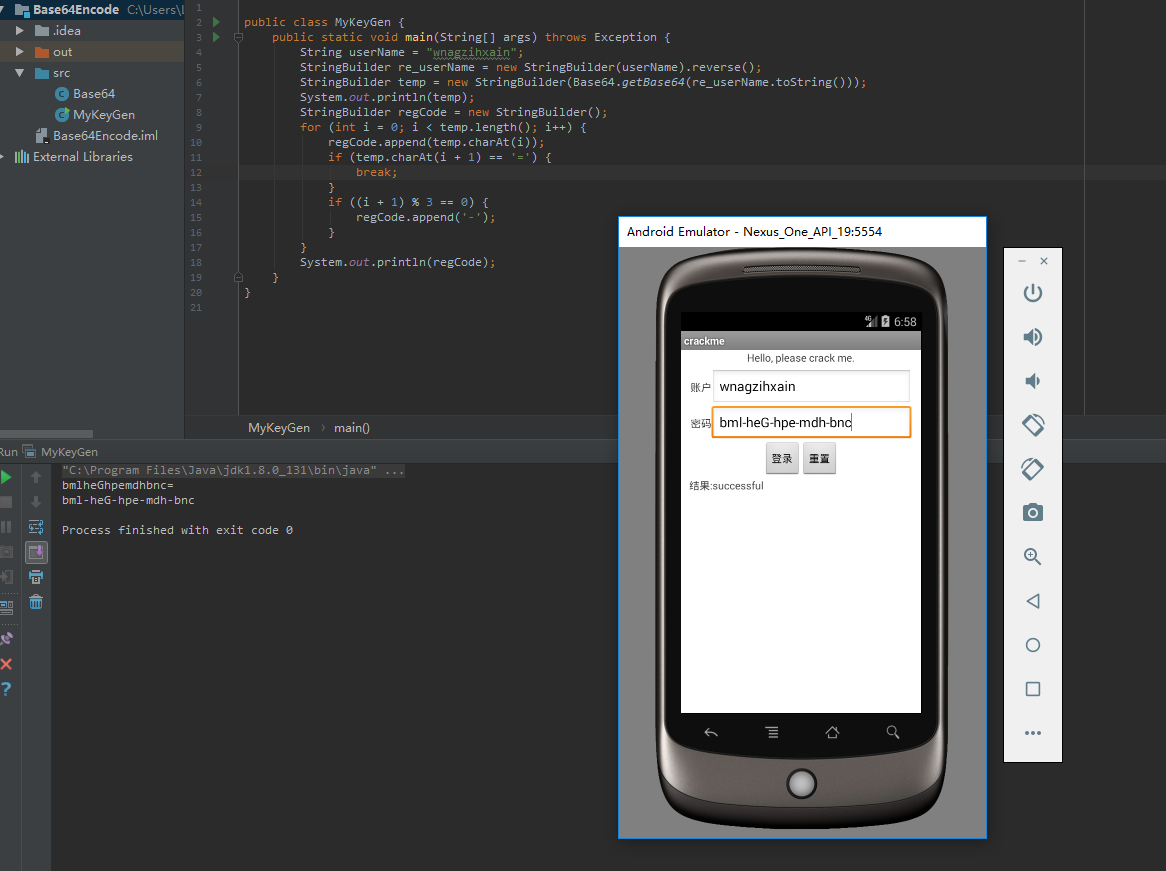 Base64Encode C:\Users\
.idea
out
src
Base64
MyKeyGen
Base64Encode.iml
External Libraries
1
2 public class MyKeyGen {
3 public static void main(String[] args) throws Exception {
4 String userName = "wnagzihxain";
5 StringBuilder re_userName = new StringBuilder(userName).reverse();
6 StringBuilder temp = new StringBuilder(Base64.getBase64(re_userName.toString()));
7 System.out.println(temp);
8 StringBuilder regCode = new StringBuilder();
9 for (int i = 0; i < temp.length(); i++) {
10 regCode.append(temp.charAt(i));
11 if (temp.charAt(i + 1) == '=') {
12 break;
13 }
14 if ((i + 1) % 3 == 0) {
15 regCode.append('-');
16 }
17 }
18 System.out.println(regCode);
19 }
20 }
21
MyKeyGen › main()
Run MyKeyGen
"C:\Program Files\Java\jdk1.8.0_131\bin\java" ...
bmlheGhpemdhbnc=
bml-heG-hpe-mdh-bnc
Process finished with exit code 0
Android Emulator - Nexus_One_API_19:5554
4G 6:58
crackme
Hello, please crack me.
账户 wnagzihxain
密码 bml-heG-hpe-mdh-bnc
登录 重置
结果:successful